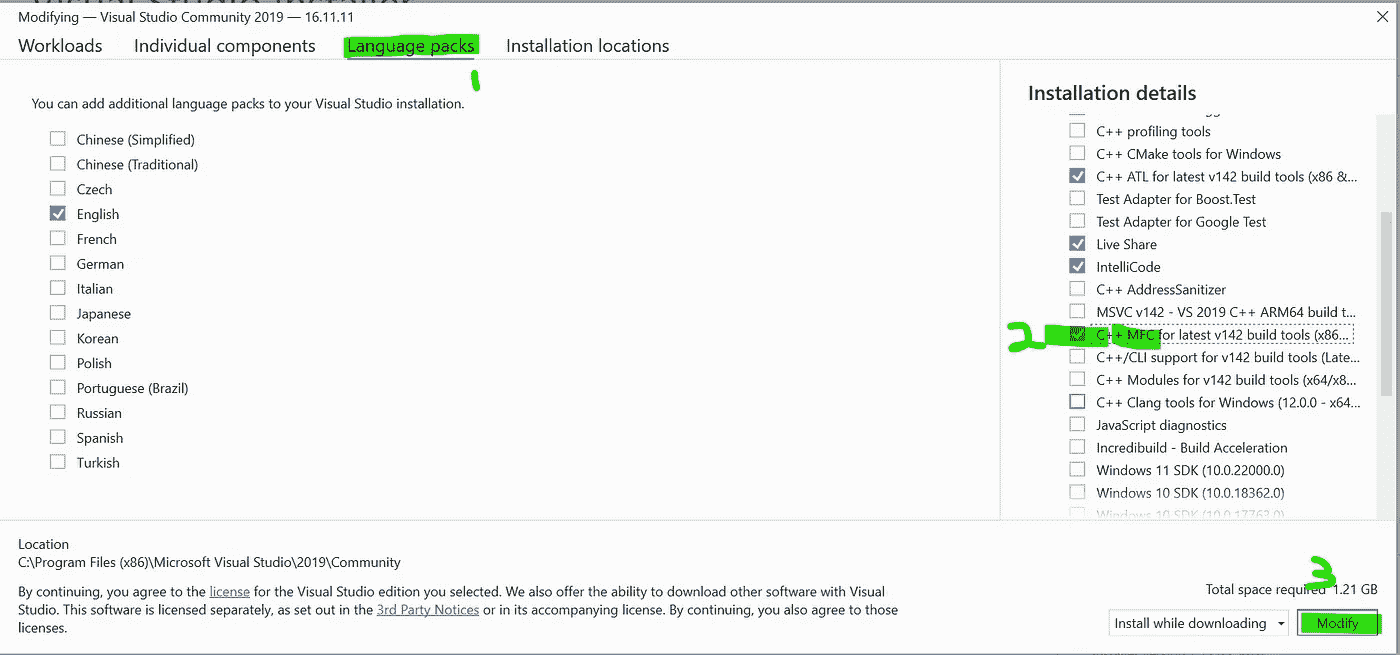 Modifying — Visual Studio Community 2019 — 16.11.11
Workloads Individual components Language packs Installation locations
1
You can add additional language packs to your Visual Studio installation.
Chinese (Simplified)
Chinese (Traditional)
Czech
English
French
German
Italian
Japanese
Korean
Polish
Portuguese (Brazil)
Russian
Spanish
Turkish
Installation details
C++ profiling tools
C++ CMake tools for Windows
C++ ATL for latest v142 build tools (x86 &...
Test Adapter for Boost.Test
Test Adapter for Google Test
Live Share
IntelliCode
C++ AddressSanitizer
MSVC v142 - VS 2019 C++ ARM64 build t...
2 C++ MFC for latest v142 build tools (x86...
C++/CLI support for v142 build tools (Late...
C++ Modules for v142 build tools (x64/x8...
C++ Clang tools for Windows (12.0.0 - x64...
JavaScript diagnostics
Incredibuild - Build Acceleration
Windows 11 SDK (10.0.22000.0)
Windows 10 SDK (10.0.18362.0)
Windows 10 SDK (10.0.17763.0)
Location
C:\Program Files (x86)\Microsoft Visual Studio\2019\Community
By continuing, you agree to the license for the Visual Studio edition you selected. We also offer the ability to download other software with Visual
Studio. This software is licensed separately, as set out in the 3rd Party Notices or in its accompanying license. By continuing, you also agree to those
licenses.
3
Total space required 1.21 GB
Install while downloading Modify